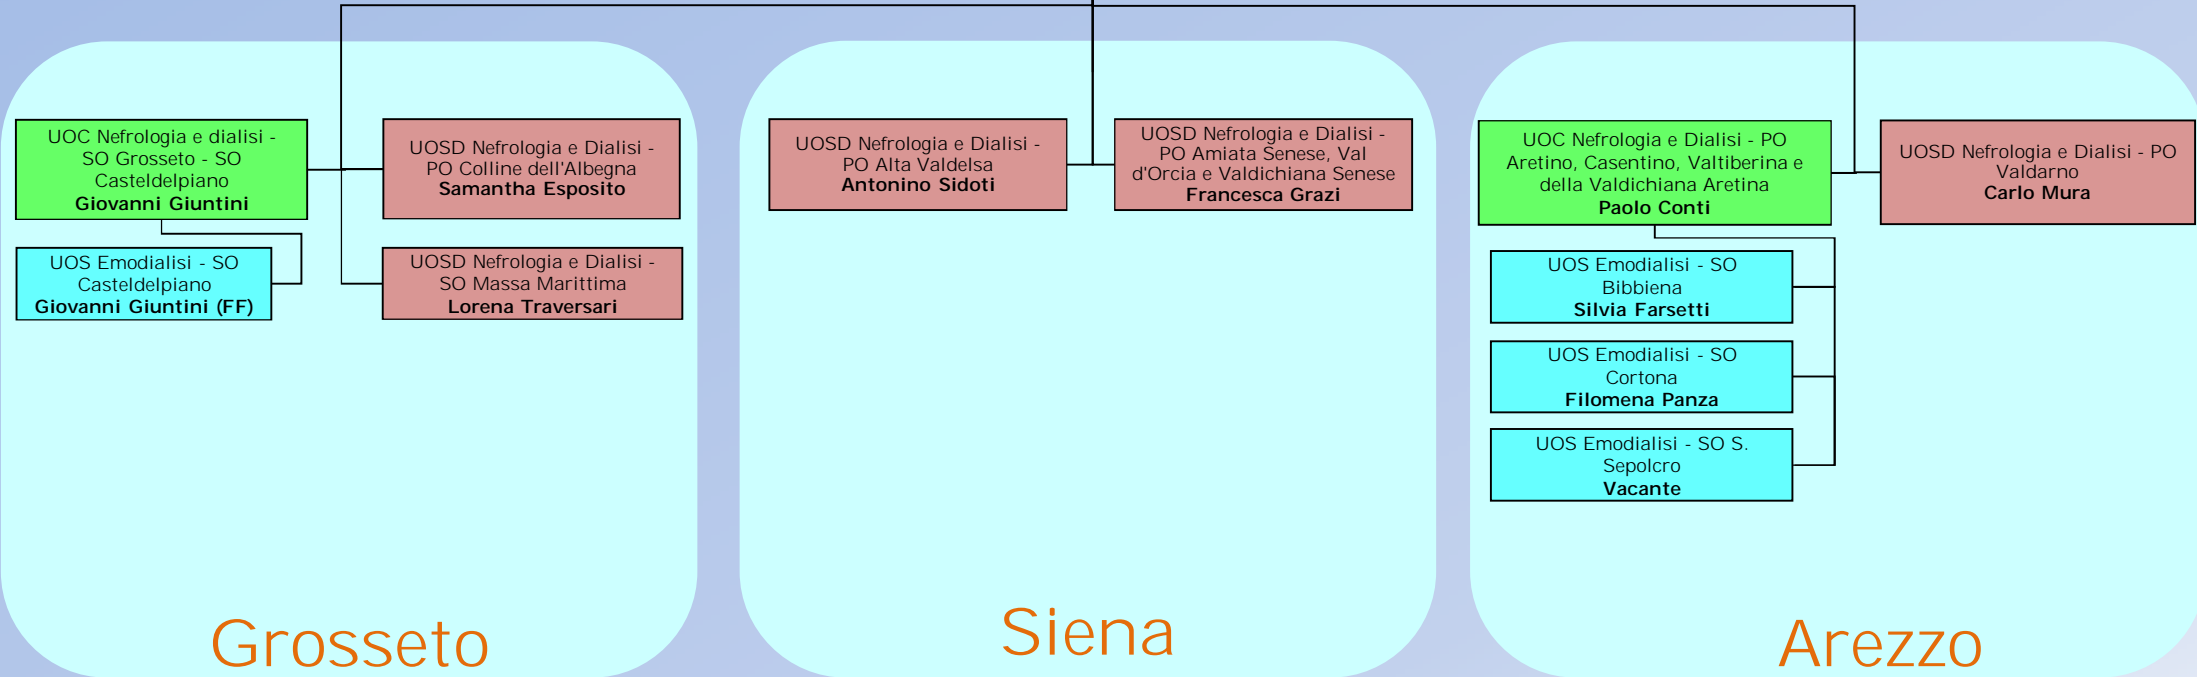 UOC Nefrologia e dialisi -
SO Grosseto - SO
Casteldelpiano
Giovanni Giuntini
UOSD Nefrologia e Dialisi -
PO Colline dell'Albegna
Samantha Esposito
UOS Emodialisi - SO
Casteldelpiano
Giovanni Giuntini (FF)
UOSD Nefrologia e Dialisi -
SO Massa Marittima
Lorena Traversari
Grosseto
UOSD Nefrologia e Dialisi -
PO Alta Valdelsa
Antonino Sidoti
UOSD Nefrologia e Dialisi -
PO Amiata Senese, Val
d'Orcia e Valdichiana Senese
Francesca Grazi
Siena
UOC Nefrologia e Dialisi - PO
Aretino, Casentino, Valtiberina e
della Valdichiana Aretina
Paolo Conti
UOSD Nefrologia e Dialisi - PO
Valdarno
Carlo Mura
UOS Emodialisi - SO
Bibbiena
Silvia Farsetti
UOS Emodialisi - SO
Cortona
Filomena Panza
UOS Emodialisi - SO S.
Sepolcro
Vacante
Arezzo